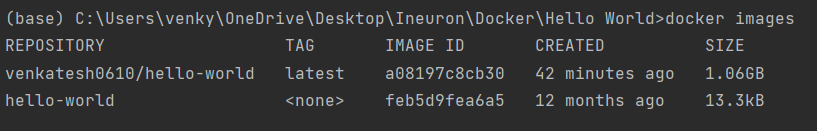 (base) C:\Users\venky\OneDrive\Desktop\Ineuron\Docker\Hello World>docker images
REPOSITORY TAG IMAGE ID CREATED SIZE
venkatesh0610/hello-world latest a08197c8cb30 42 minutes ago 1.06GB
hello-world <none> feb5d9fea6a5 12 months ago 13.3kB